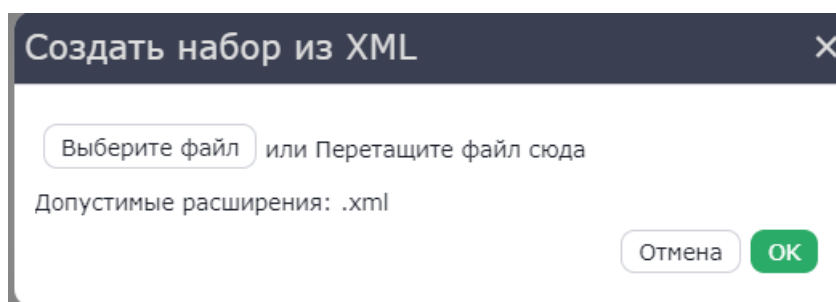 Создать набор из XML
Выберите файл или Перетащите файл сюда
Допустимые расширения: .xml
Отмена OK